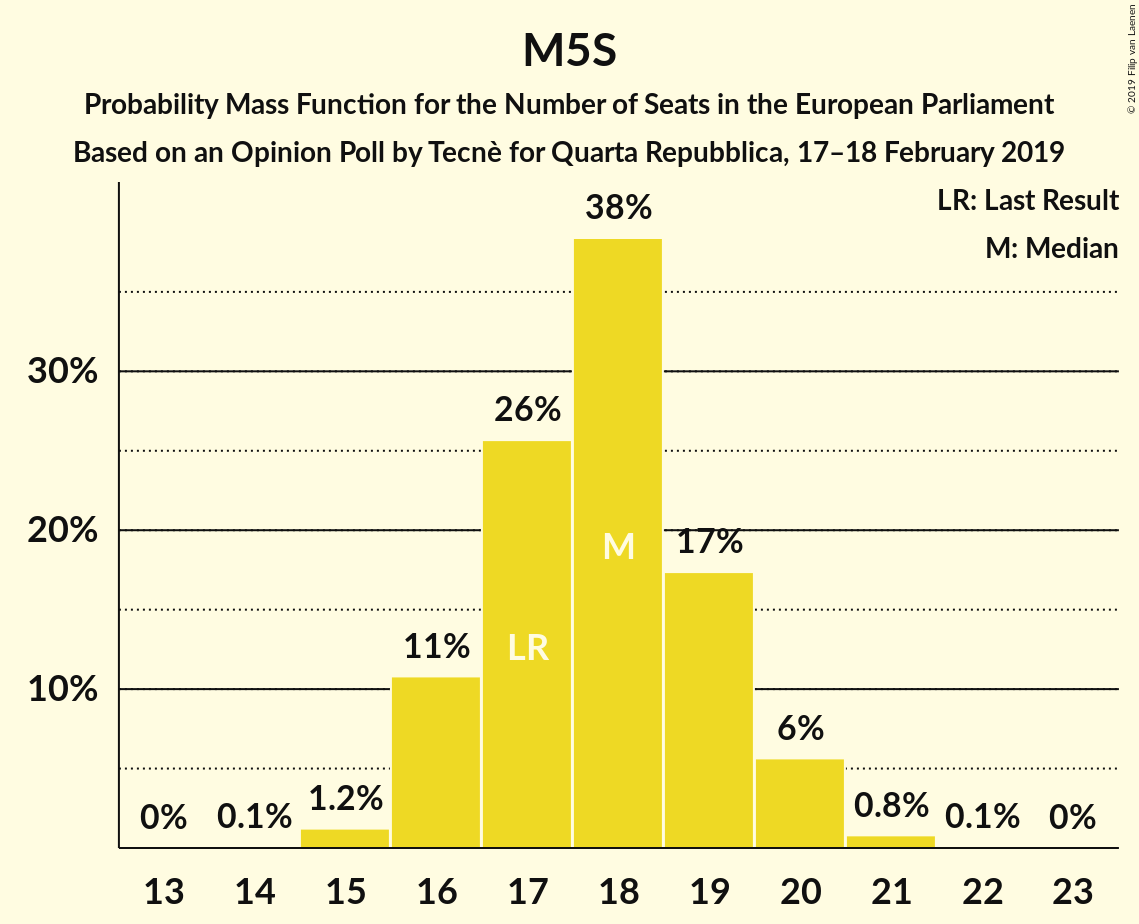 M5S
Probability Mass Function for the Number of Seats in the European Parliament
Based on an Opinion Poll by Tecnè for Quarta Repubblica, 17–18 February 2019
© 2019 Filip van Laenen
LR: Last Result
M: Median
38%
30%
26%
20%
17%
M
LR
11%
10%
6%
1.2%
0.8%
0%
0.1%
0.1%
0%
13 14 15 16 17 18 19 20 21 22 23